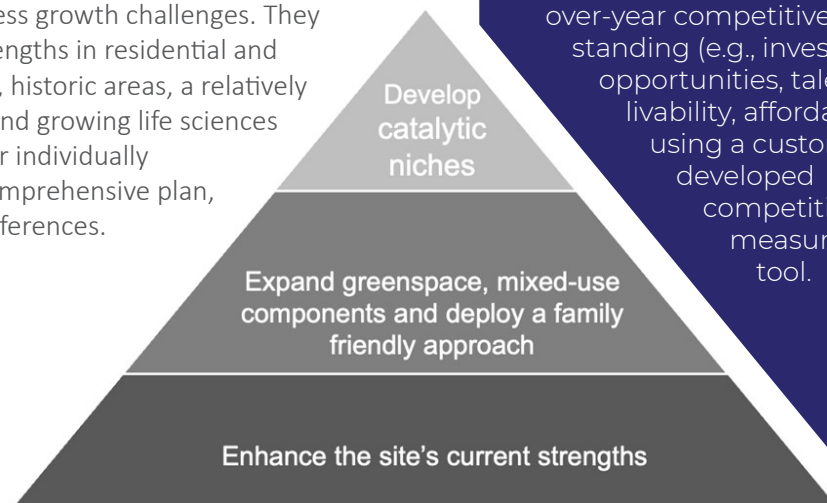 ess growth challenges. They
engths in residential and
, historic areas, a relatively
nd growing life sciences
r individually
mprehensive plan,
ferences.
Develop
catalytic
niches
Expand greenspace, mixed-use
components and deploy a family
friendly approach
Enhance the site's current strengths
over-year competitive
standing (e.g., inves
opportunities, tale
livability, afforda
using a custo
developed
competiti
measur
tool.